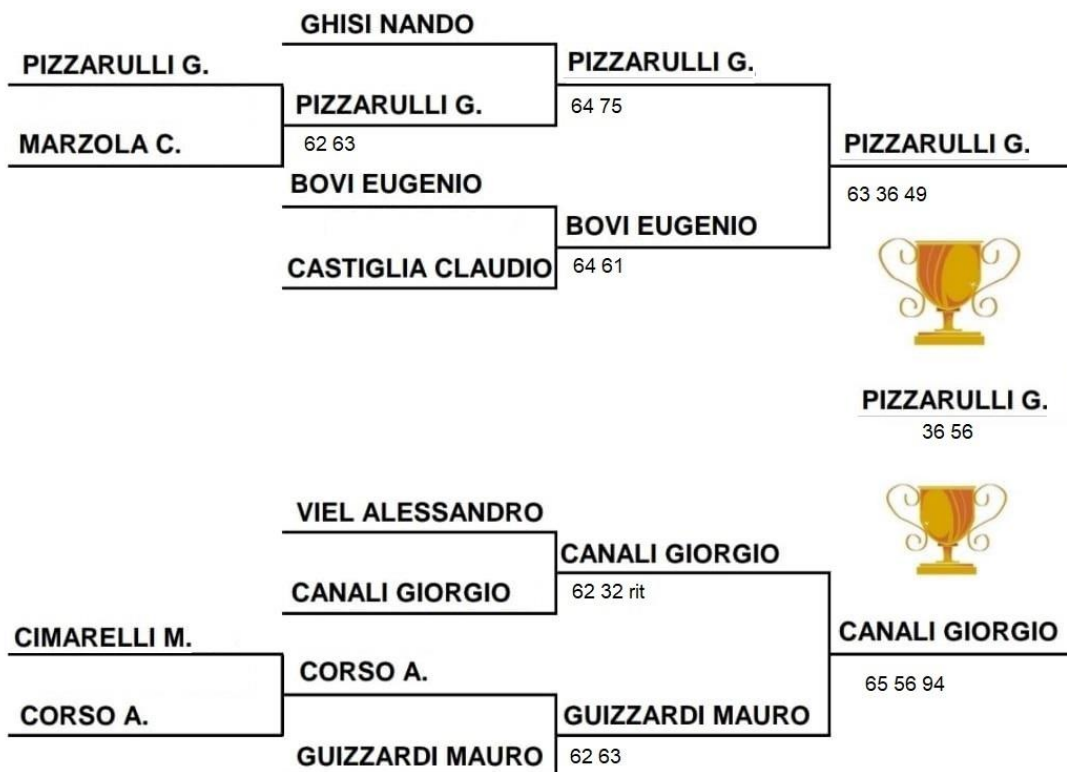 GHISI NANDO
PIZZARULLI G.
PIZZARULLI G.
PIZZARULLI G.
64 75
MARZOLA C.
62 63
PIZZARULLI G.
63 36 49
BOVI EUGENIO
BOVI EUGENIO
CASTIGLIA CLAUDIO
64 61
PIZZARULLI G.
36 56
VIEL ALESSANDRO
CANALI GIORGIO
CANALI GIORGIO
62 32 rit
CIMARELLI M.
CANALI GIORGIO
CORSO A.
65 56 94
CORSO A.
GUIZZARDI MAURO
GUIZZARDI MAURO
62 63